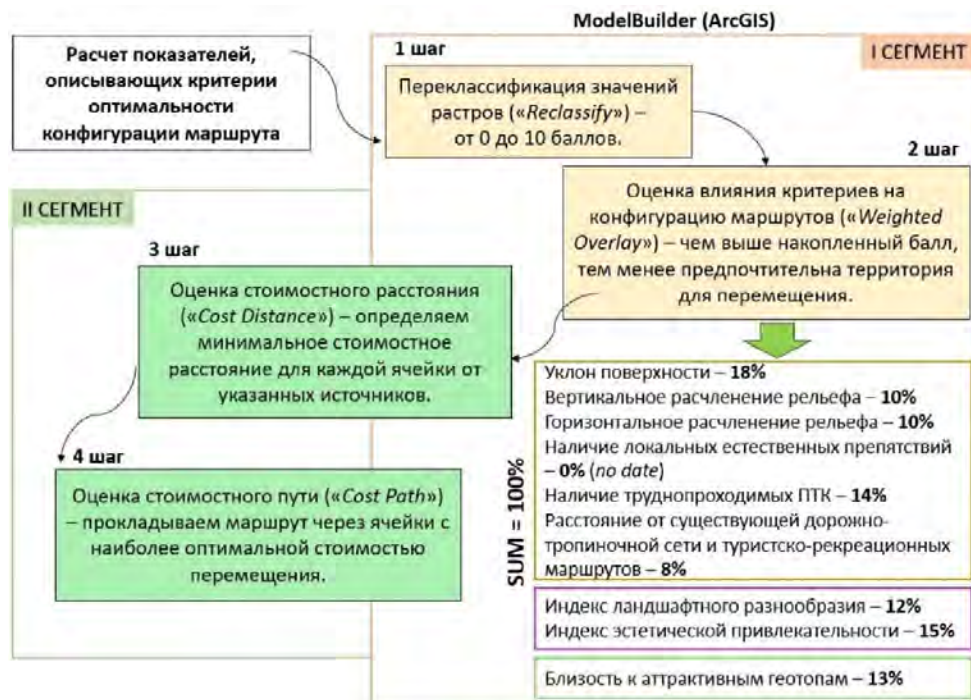 ModelBuilder (ArcGIS)
Расчет показателей,
описывающих критерии
оптимальности
конфигурации маршрута
1 шаг
I СЕГМЕНТ
Переклассификация значений
растров («Reclassify») –
от 0 до 10 баллов.
2 шаг
Оценка влияния критериев на
конфигурацию маршрутов («Weighted
Overlay») – чем выше накопленный балл,
тем менее предпочтительна территория
для перемещения.
II СЕГМЕНТ
3 шаг
Оценка стоимостного расстояния
(«Cost Distance») – определяем
минимальное стоимостное
расстояние для каждой ячейки от
указанных источников.
4 шаг
Оценка стоимостного пути («Cost Path»)
– прокладываем маршрут через ячейки с
наиболее оптимальной стоимостью
перемещения.
SUM = 100%
Уклон поверхности – 18%
Вертикальное расчленение рельефа – 10%
Горизонтальное расчленение рельефа – 10%
Наличие локальных естественных препятствий
– 0% (no date)
Наличие труднопроходимых ПТК – 14%
Расстояние от существующей дорожно-
тропиночной сети и туристско-рекреационных
маршрутов – 8%
Индекс ландшафтного разнообразия – 12%
Индекс эстетической привлекательности – 15%
Близость к аттрактивным геотопам – 13%